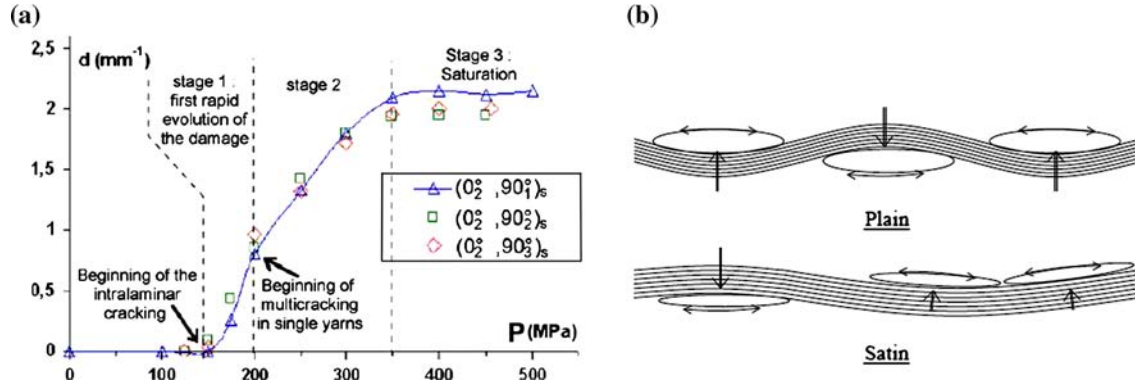 (a)
2,5
d (mm⁻¹)
stage 1 :
first rapid
evolution
of the
damage
stage 2
Stage 3 :
Saturation
2
1,5
1
0,5
0
(0°₂ ,90°₁)s
(0°₂ ,90°₂)s
(0°₂ ,90°₃)s
Beginning of the
intralaminar
cracking
Beginning of
multicracking
in single yarns
P(MPa)
0 100 150 200 300 400 500
(b)
Plain
Satin